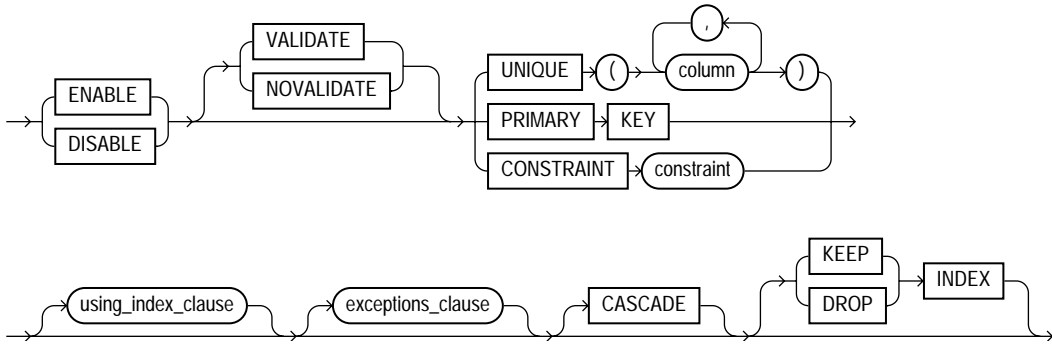 ,
VALIDATE
UNIQUE ( column )
ENABLE NOVALIDATE
PRIMARY KEY
DISABLE
CONSTRAINT constraint
KEEP
using_index_clause exceptions_clause CASCADE INDEX
DROP